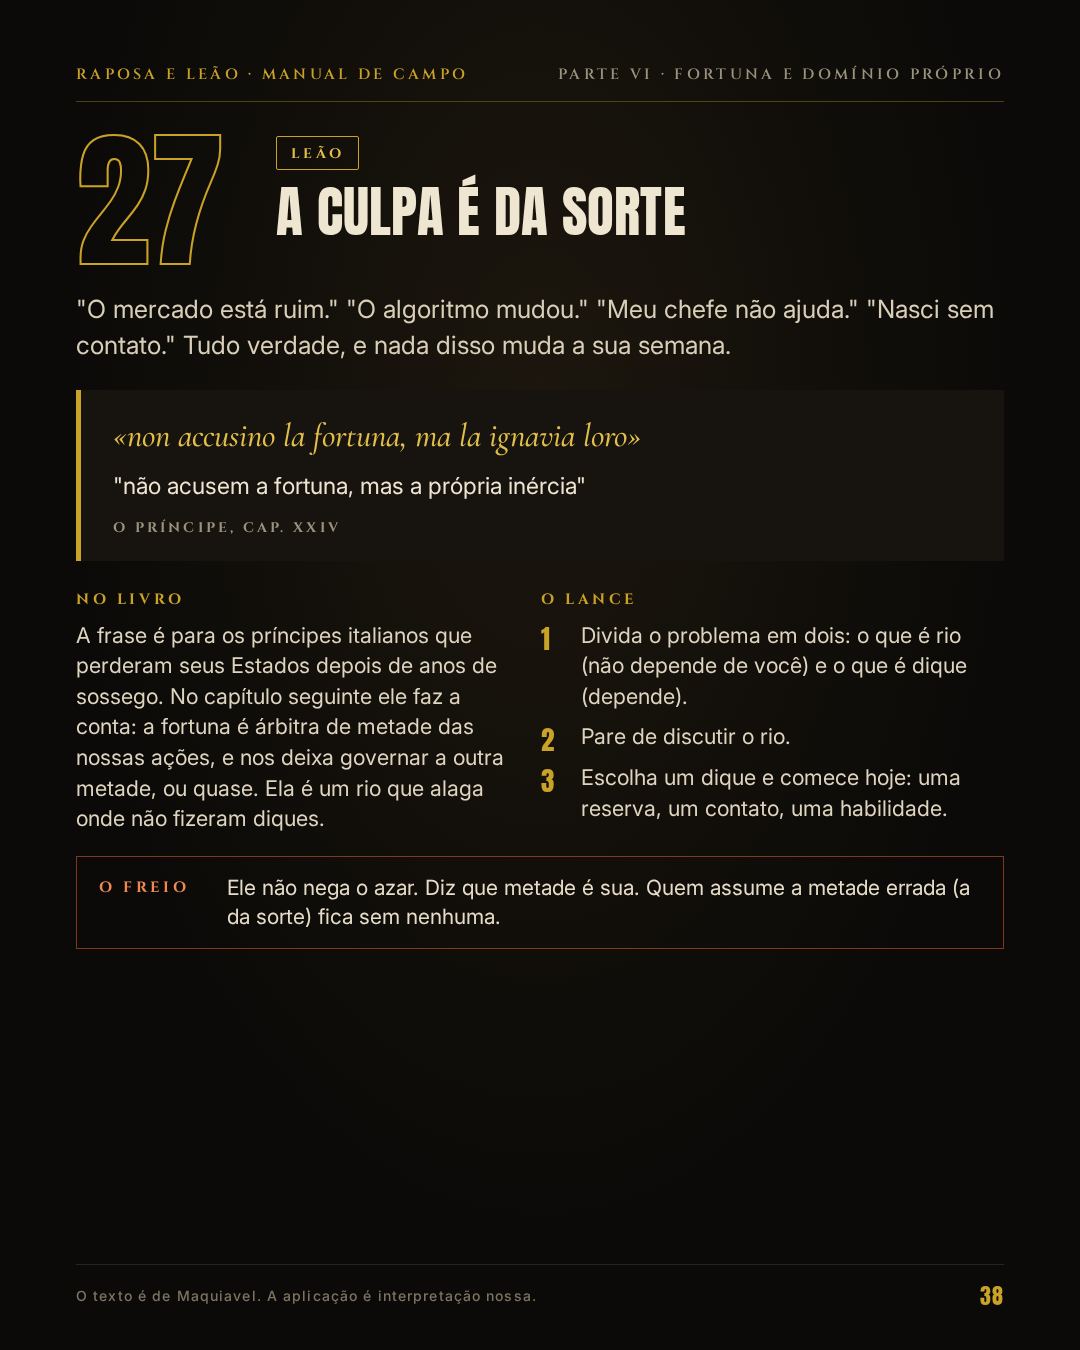 RAPOSA E LEÃO · MANUAL DE CAMPO
PARTE VI · FORTUNA E DOMÍNIO PRÓPRIO
27
LEÃO
A CULPA É DA SORTE
"O mercado está ruim." "O algoritmo mudou." "Meu chefe não ajuda." "Nasci sem
contato." Tudo verdade, e nada disso muda a sua semana.
«non accusino la fortuna, ma la ignavia loro»
"não acusem a fortuna, mas a própria inércia"
O PRÍNCIPE, CAP. XXIV
NO LIVRO
A frase é para os príncipes italianos que
perderam seus Estados depois de anos de
sossego. No capítulo seguinte ele faz a
conta: a fortuna é árbitra de metade das
nossas ações, e nos deixa governar a outra
metade, ou quase. Ela é um rio que alaga
onde não fizeram diques.
O LANCE
1 Divida o problema em dois: o que é rio
(não depende de você) e o que é dique
(depende).
2 Pare de discutir o rio.
3 Escolha um dique e comece hoje: uma
reserva, um contato, uma habilidade.
O FREIO
Ele não nega o azar. Diz que metade é sua. Quem assume a metade errada (a
da sorte) fica sem nenhuma.
O texto é de Maquiavel. A aplicação é interpretação nossa.
38